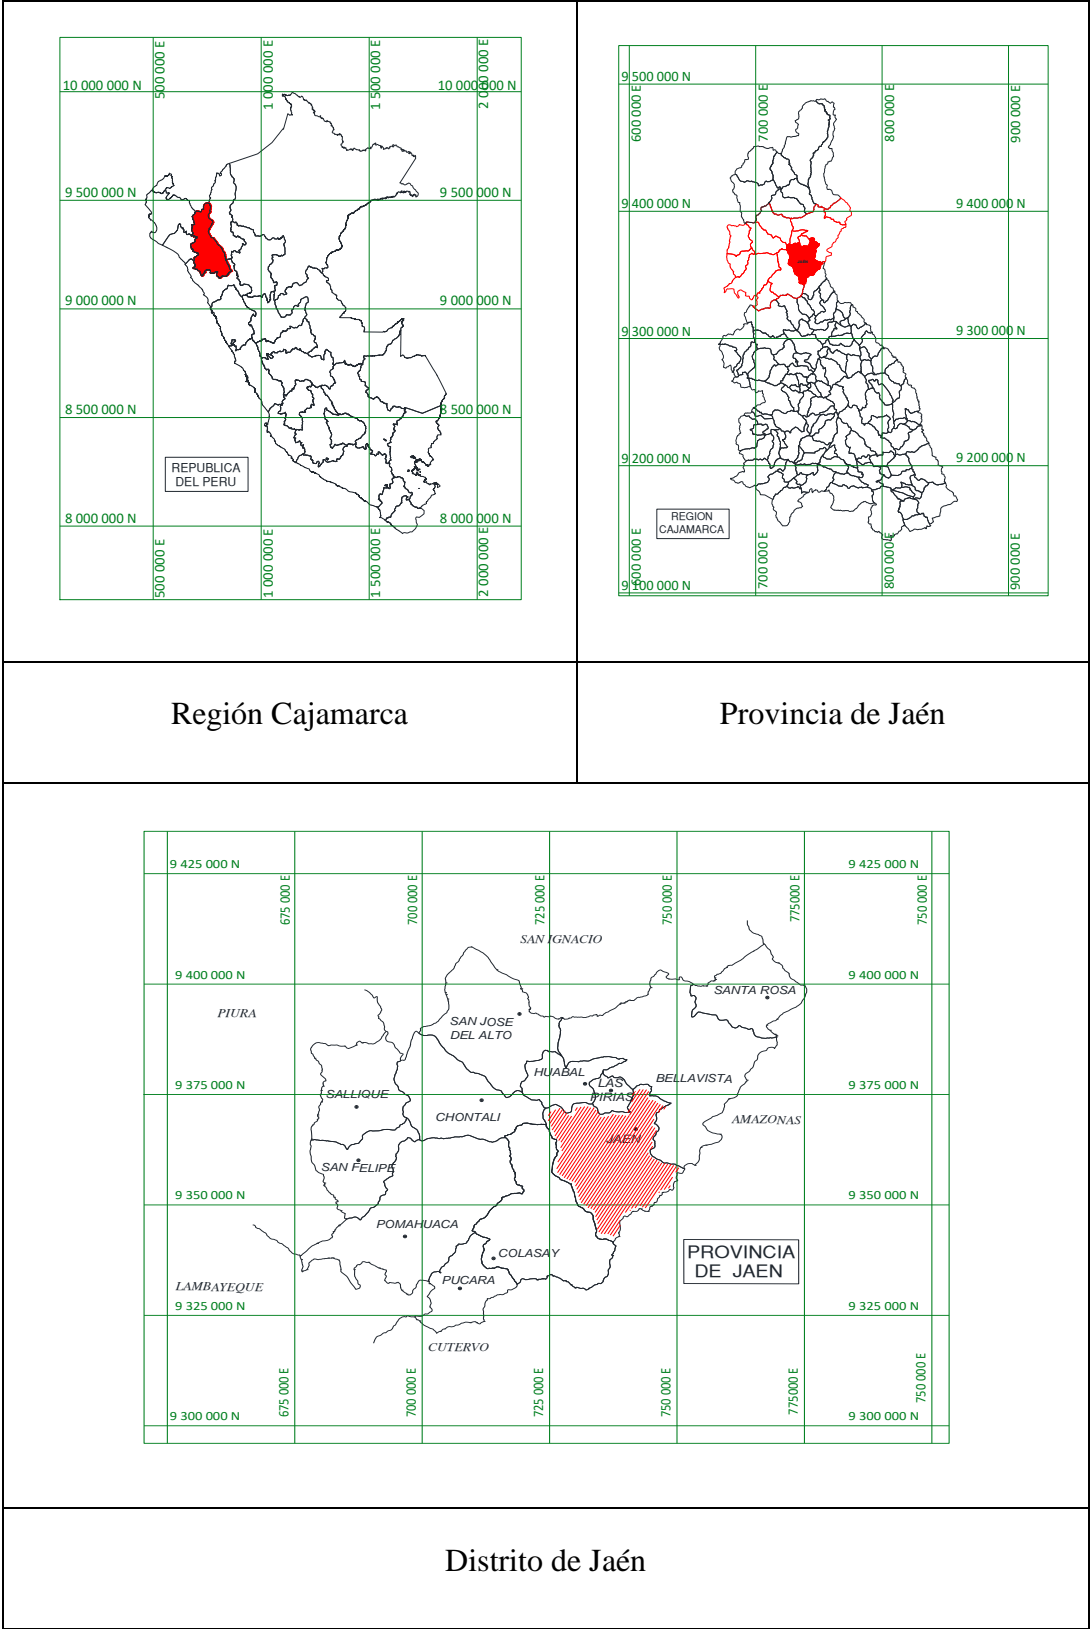 500 000 E
1 000 000 E
1 500 000 E
2 000 000 E
10 000 000 N
10 000 000 N
9 500 000 N
9 500 000 N
9 000 000 N
9 000 000 N
8 500 000 N
8 500 000 N
REPUBLICA
DEL PERU
8 000 000 N
8 000 000 N
500 000 E
1 000 000 E
1 500 000 E
2 000 000 E
9 500 000 N
600 000 E
700 000 E
800 000 E
900 000 E
9 400 000 N
9 400 000 N
9 300 000 N
9 300 000 N
9 200 000 N
9 200 000 N
REGION
CAJAMARCA
600 000 E
700 000 E
800 000 E
900 000 E
9 100 000 N
Región Cajamarca
Provincia de Jaén
9 425 000 N
9 425 000 N
675 000 E
700 000 E
725 000 E
750 000 E
775000 E
750 000 E
SAN IGNACIO
9 400 000 N
9 400 000 N
SANTA ROSA
PIURA
SAN JOSE
DEL ALTO
HUABAL
LAS
PIRIAS
BELLAVISTA
9 375 000 N
9 375 000 N
SALLIQUE
CHONTALI
AMAZONAS
JAEN
SAN FELIPE
9 350 000 N
9 350 000 N
POMAHUACA
COLASAY
PROVINCIA
DE JAEN
PUCARA
LAMBAYEQUE
9 325 000 N
9 325 000 N
CUTERVO
675 000 E
700 000 E
725 000 E
750 000 E
775000 E
750 000 E
9 300 000 N
9 300 000 N
Distrito de Jaén